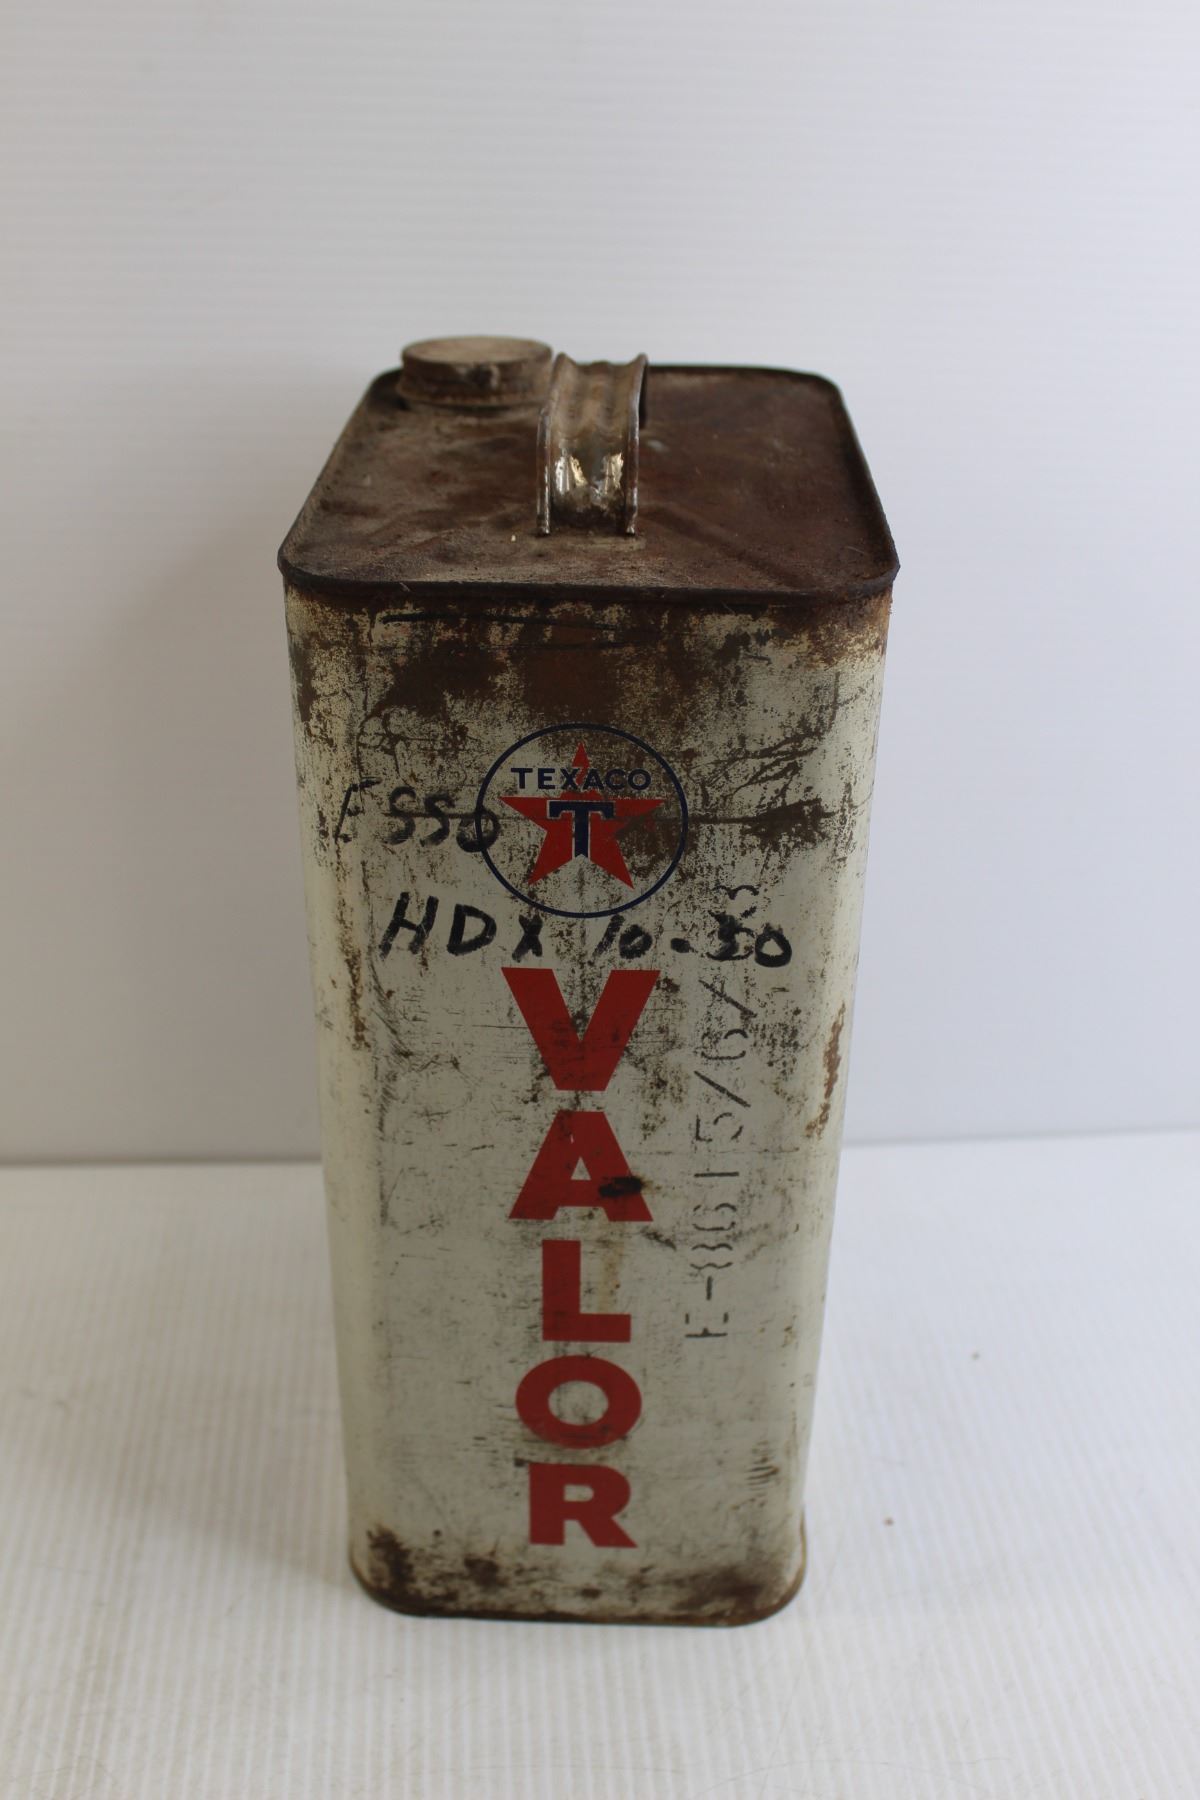 TEXACO
T
ESSO
HDX 10-30
VALOR